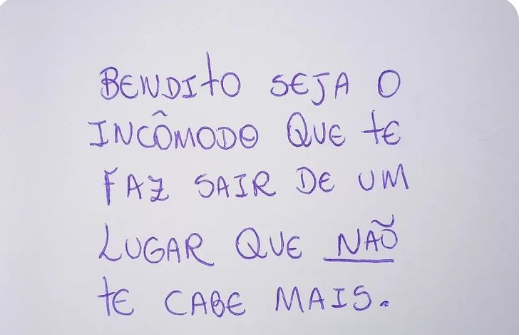 BENDITO SEJA O
INCÔMODO QUE TE
FAZ SAIR DE UM
LUGAR QUE NÃO
TE CABE MAIS.